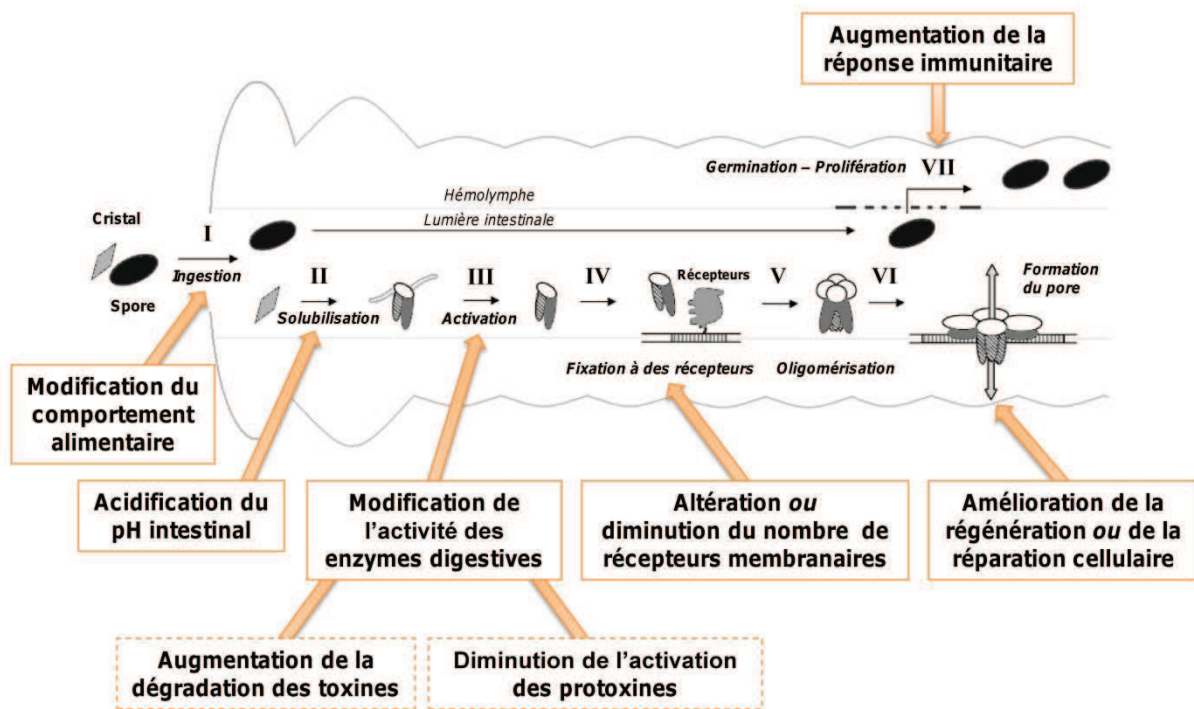 Augmentation de la
réponse immunitaire
Germination – Prolifération VII
Hémolymphe
Lumière intestinale
Cristal
I
Ingestion
Spore
II
Solubilisation
III
Activation
IV
Récepteurs
V
VI
Formation
du pore
Fixation à des récepteurs
Oligomérisation
Modification du
comportement
alimentaire
Acidification du
pH intestinal
Modification de
l’activité des
enzymes digestives
Altération ou
diminution du nombre de
récepteurs membranaires
Amélioration de la
régénération ou de la
réparation cellulaire
Augmentation de la
dégradation des toxines
Diminution de l’activation
des protoxines